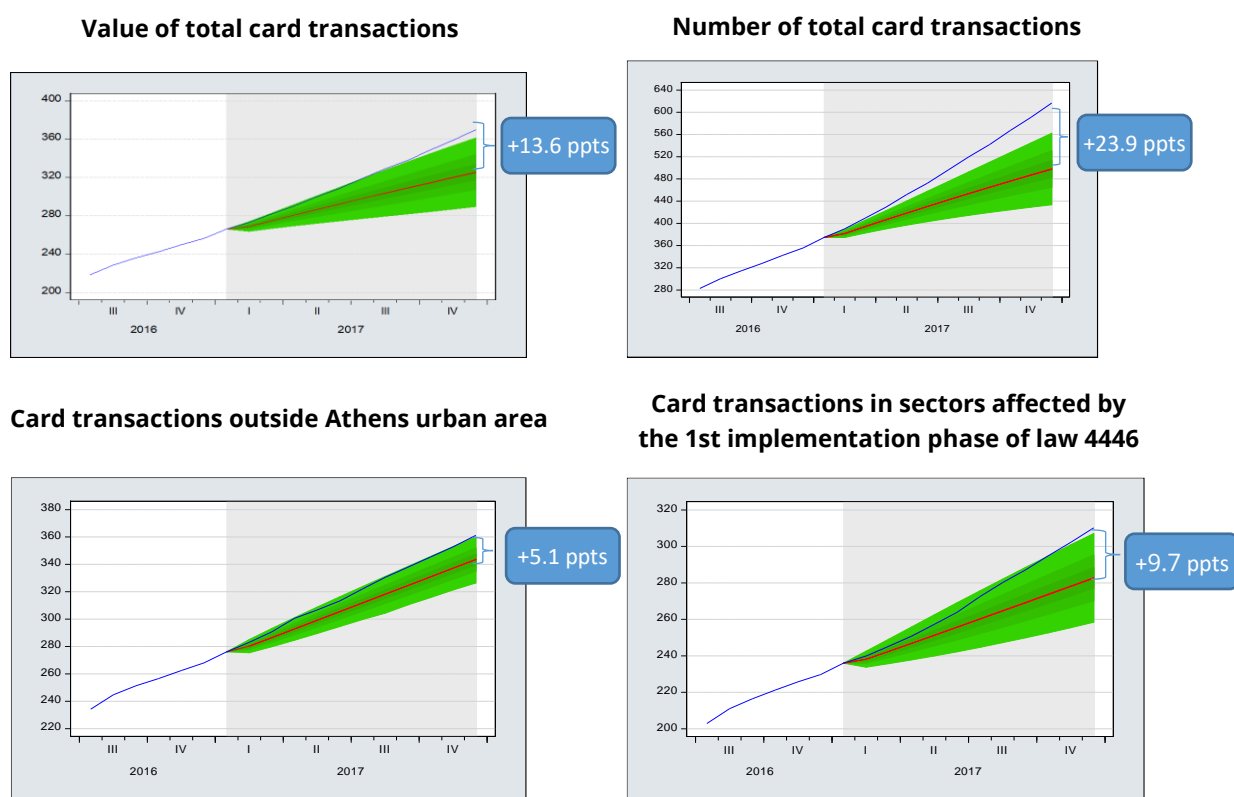 Value of total card transactions
400
360
320
280
240
200
III IV I II III IV
2016 2017
+13.6 ppts
Number of total card transactions
640
600
560
520
480
440
400
360
320
280
III IV I II III IV
2016 2017
+23.9 ppts
Card transactions outside Athens urban area
380
360
340
320
300
280
260
240
220
III IV I II III IV
2016 2017
+5.1 ppts
Card transactions in sectors affected by
the 1st implementation phase of law 4446
320
300
280
260
240
220
200
III IV I II III IV
2016 2017
+9.7 ppts